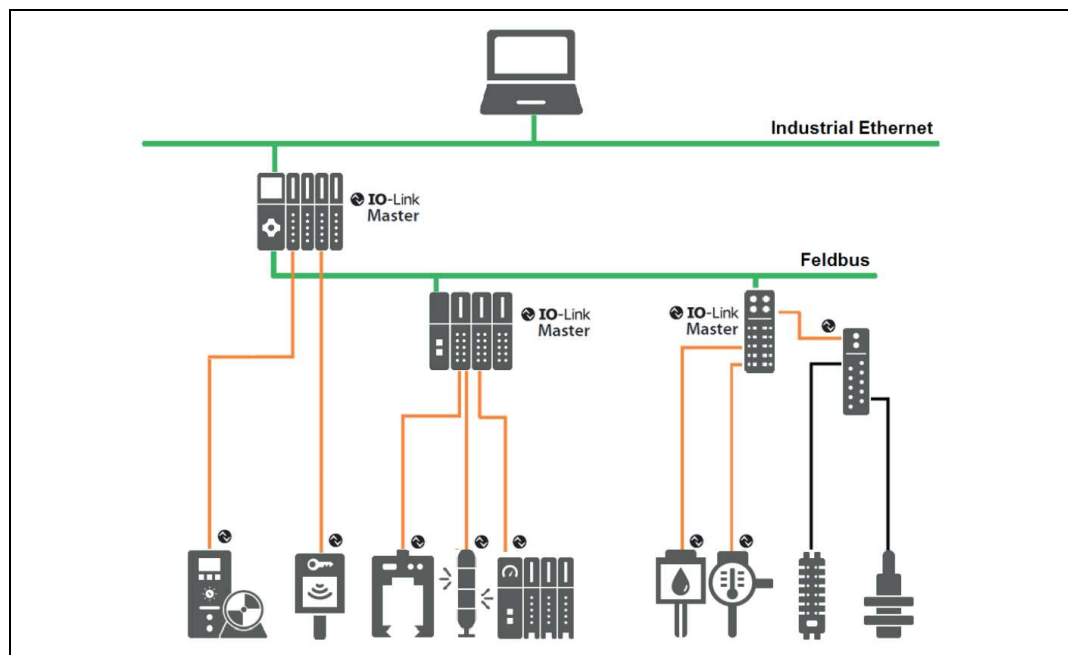 Industrial Ethernet
IO-Link
Master
Feldbus
IO-Link
Master
IO-Link
Master